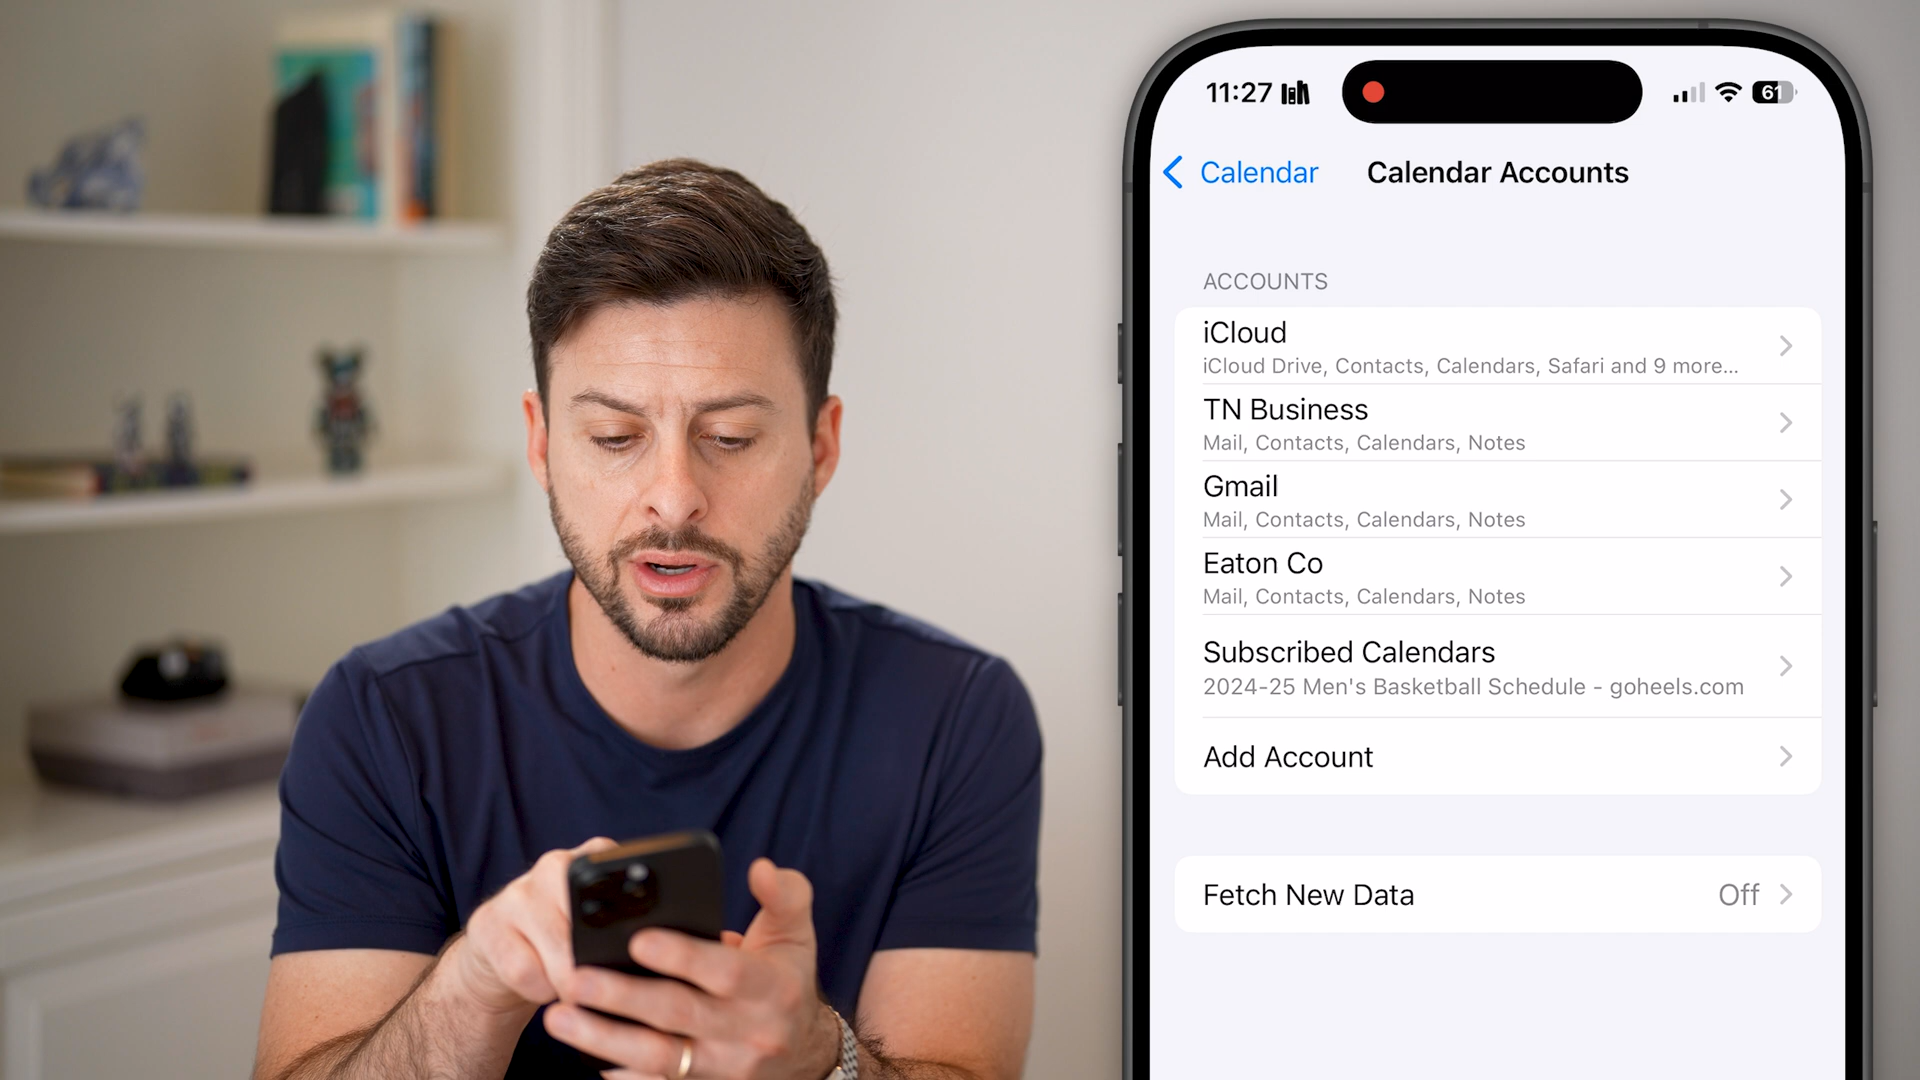 11:27
61
Calendar
Calendar Accounts
ACCOUNTS
iCloud
iCloud Drive, Contacts, Calendars, Safari and 9 more...
TN Business
Mail, Contacts, Calendars, Notes
Gmail
Mail, Contacts, Calendars, Notes
Eaton Co
Mail, Contacts, Calendars, Notes
Subscribed Calendars
2024-25 Men's Basketball Schedule - goheels.com
Add Account
Fetch New Data
Off